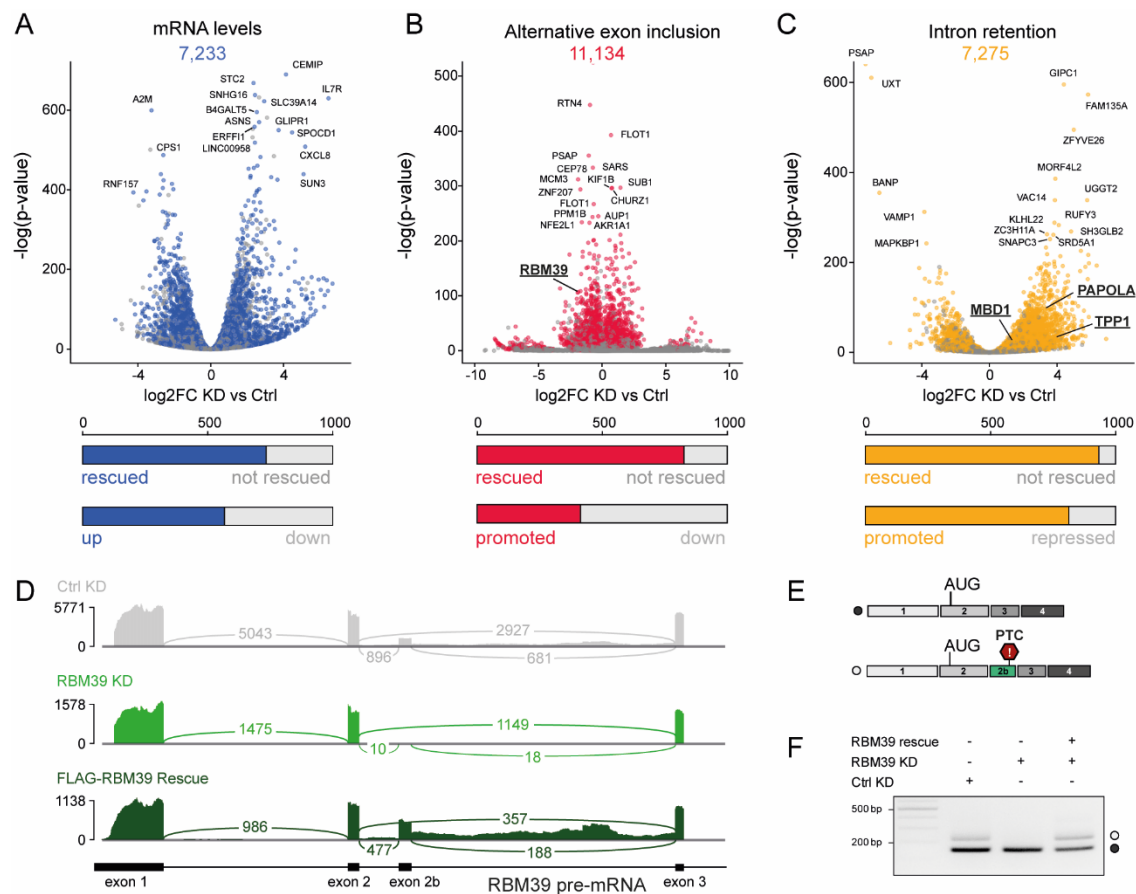 A
mRNA levels
7,233
-log(p-value)
600
400
200
0
-4
0
4
log2FC KD vs Ctrl
CEMIP
STC2
IL7R
SNHG16
SLC39A14
A2M
B4GALT5
GLIPR1
ASNS
SPOCD1
ERFFI1
CPS1
LINC00958
CXCL8
RNF157
SUN3
0
500
1000
rescued
not rescued
up
down
B
Alternative exon inclusion
11,134
-log(p-value)
500
400
300
200
100
0
-10
-5
0
5
10
log2FC KD vs Ctrl
RTN4
FLOT1
PSAP
SARS
CEP78
KIF1B
MCM3
SUB1
ZNF207
CHURZ1
FLOT1
PPM1B
AUP1
NFE2L1
AKR1A1
RBM39
0
500
1000
rescued
not rescued
promoted
down
C
Intron retention
7,275
-log(p-value)
600
400
200
0
-4
0
4
log2FC KD vs Ctrl
PSAP
GIPC1
UXT
FAM135A
ZFYVE26
MORF4L2
BANP
UGGT2
VAC14
VAMP1
RUFY3
KLHL22
SH3GLB2
ZC3H11A
MAPKBP1
SNAPC3
SRD5A1
PAPOLA
MBD1
TPP1
0
500
1000
rescued
not rescued
promoted
repressed
D
Ctrl KD
5771
0
5043
2927
896
681
RBM39 KD
1578
0
1475
1149
10
18
FLAG-RBM39 Rescue
1138
0
986
357
477
188
exon 1
exon 2
exon 2b
RBM39 pre-mRNA
exon 3
E
AUG
1
2
3
4
PTC
AUG
!
1
2
2b
3
4
F
RBM39 rescue - - +
RBM39 KD - + +
Ctrl KD + - -
500 bp
200 bp